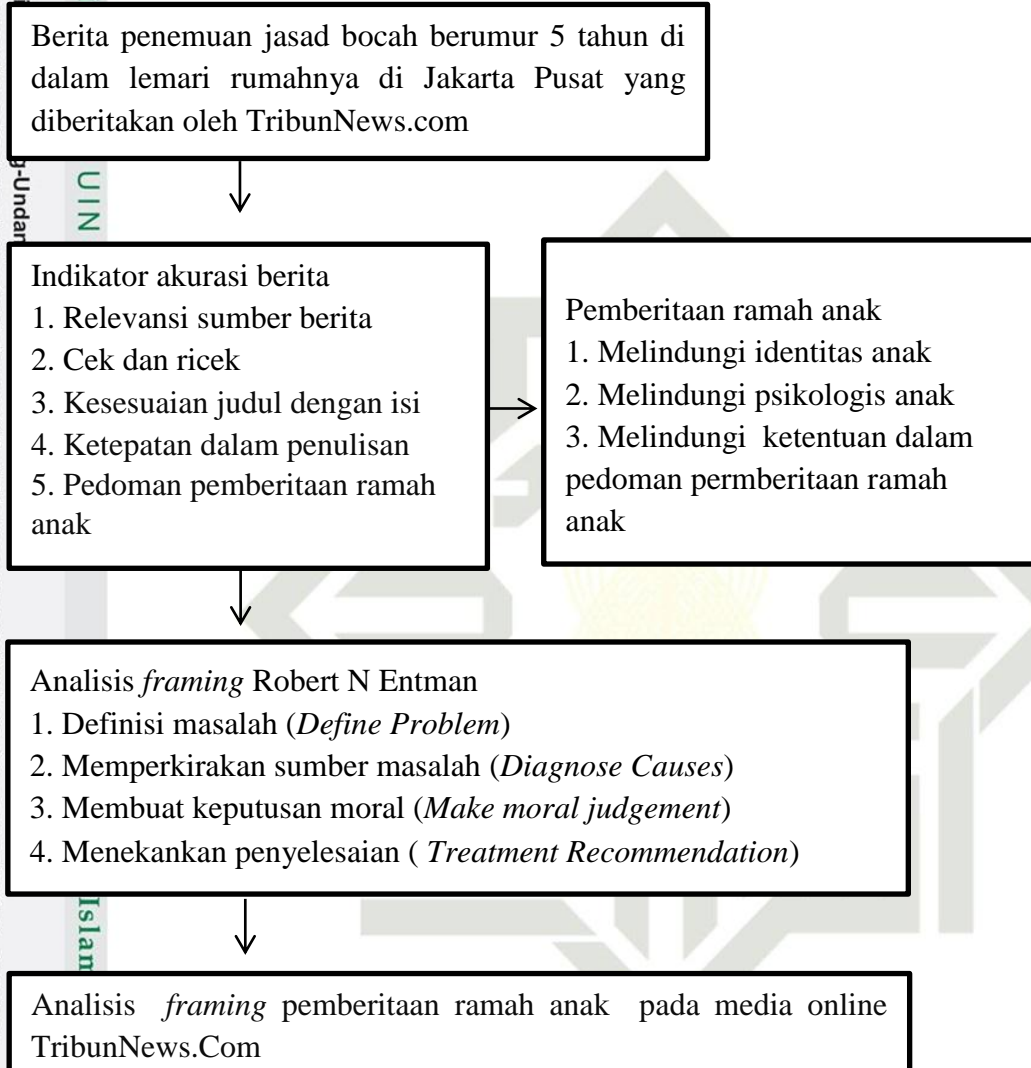 Berita penemuan jasad bocah berumur 5 tahun di
dalam lemari rumahnya di Jakarta Pusat yang
diberitakan oleh TribunNews.com
g-Undan
UIN
Indikator akurasi berita
1. Relevansi sumber berita
2. Cek dan ricek
3. Kesesuaian judul dengan isi
4. Ketepatan dalam penulisan
5. Pedoman pemberitaan ramah
anak
Pemberitaan ramah anak
1. Melindungi identitas anak
2. Melindungi psikologis anak
3. Melindungi ketentuan dalam
pedoman permberitaan ramah
anak
Analisis framing Robert N Entman
1. Definisi masalah (Define Problem)
2. Memperkirakan sumber masalah (Diagnose Causes)
3. Membuat keputusan moral (Make moral judgement)
4. Menekankan penyelesaian ( Treatment Recommendation)
Islam
Analisis framing pemberitaan ramah anak pada media online
TribunNews.Com